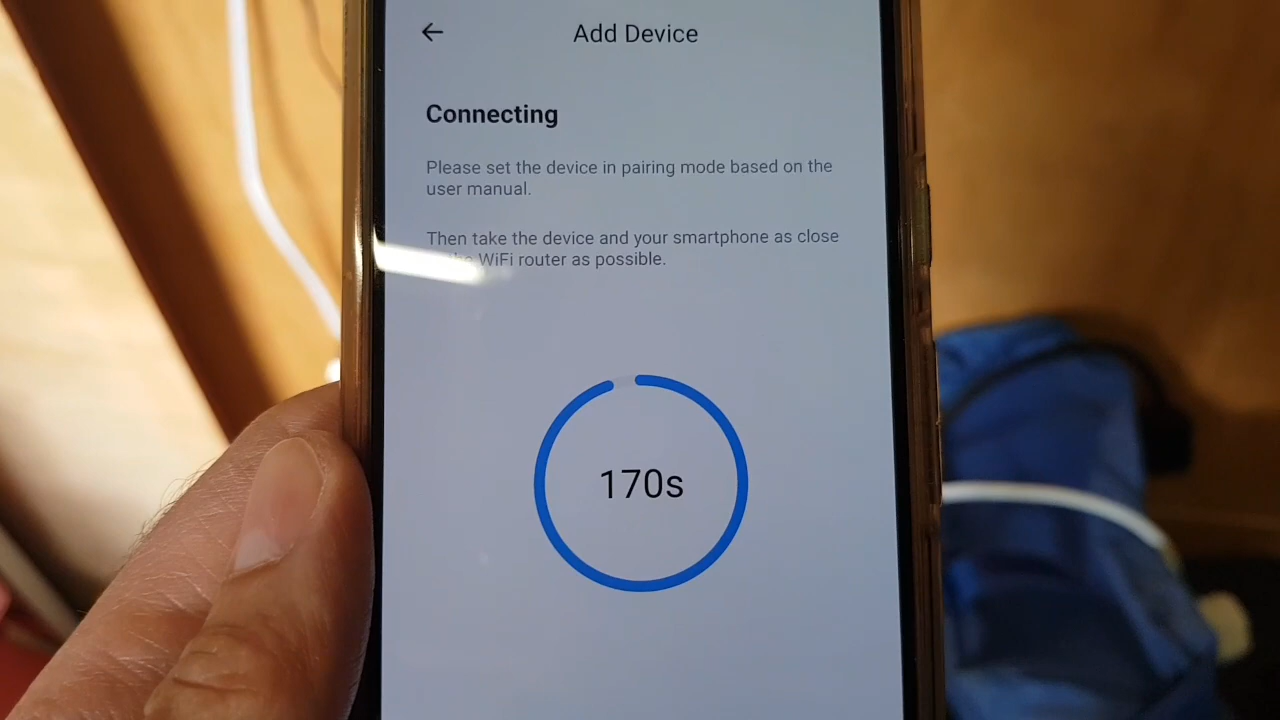 Add Device
Connecting
Please set the device in pairing mode based on the
user manual.
Then take the device and your smartphone as close
WiFi router as possible.
170s